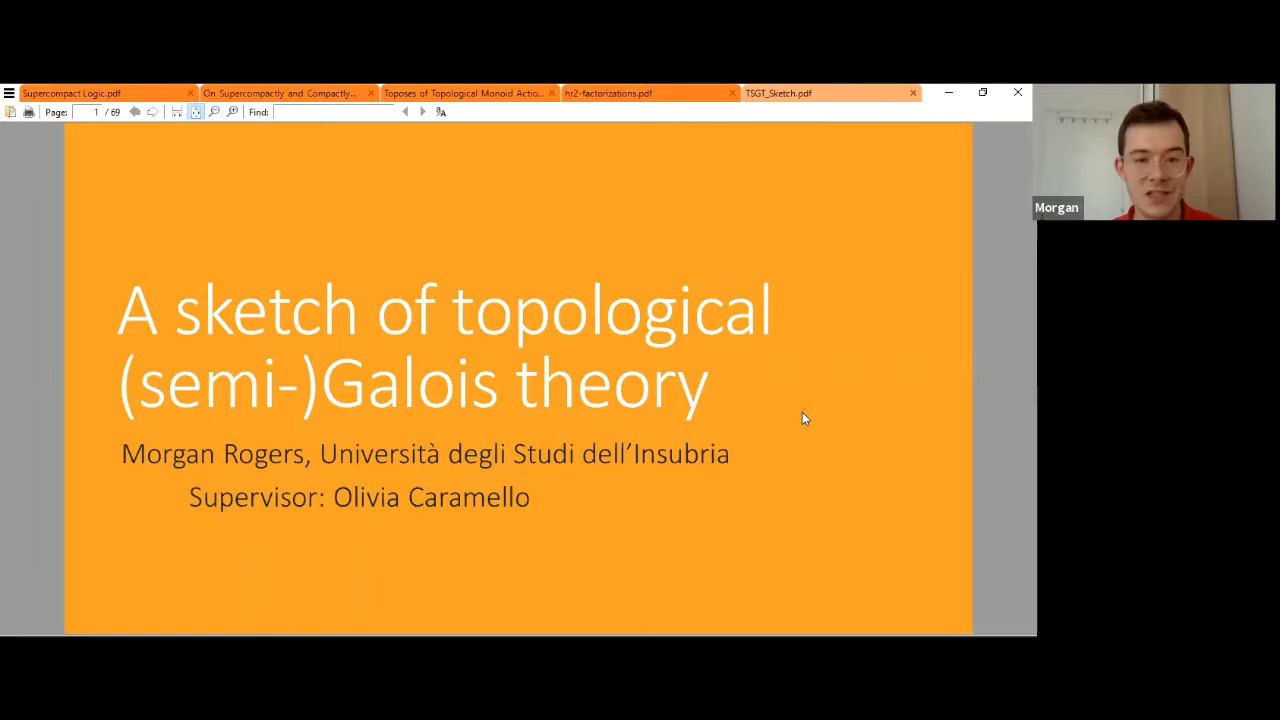 Supercompact Logic.pdf
On Supercompactly and Compactly...
Toposes of Topological Monoid Actio...
hr2-factorizations.pdf
TSGT_Sketch.pdf
Page: 1 / 69
Find:
A sketch of topological
(semi-)Galois theory
Morgan Rogers, Università degli Studi dell’Insubria
Supervisor: Olivia Caramello
Morgan